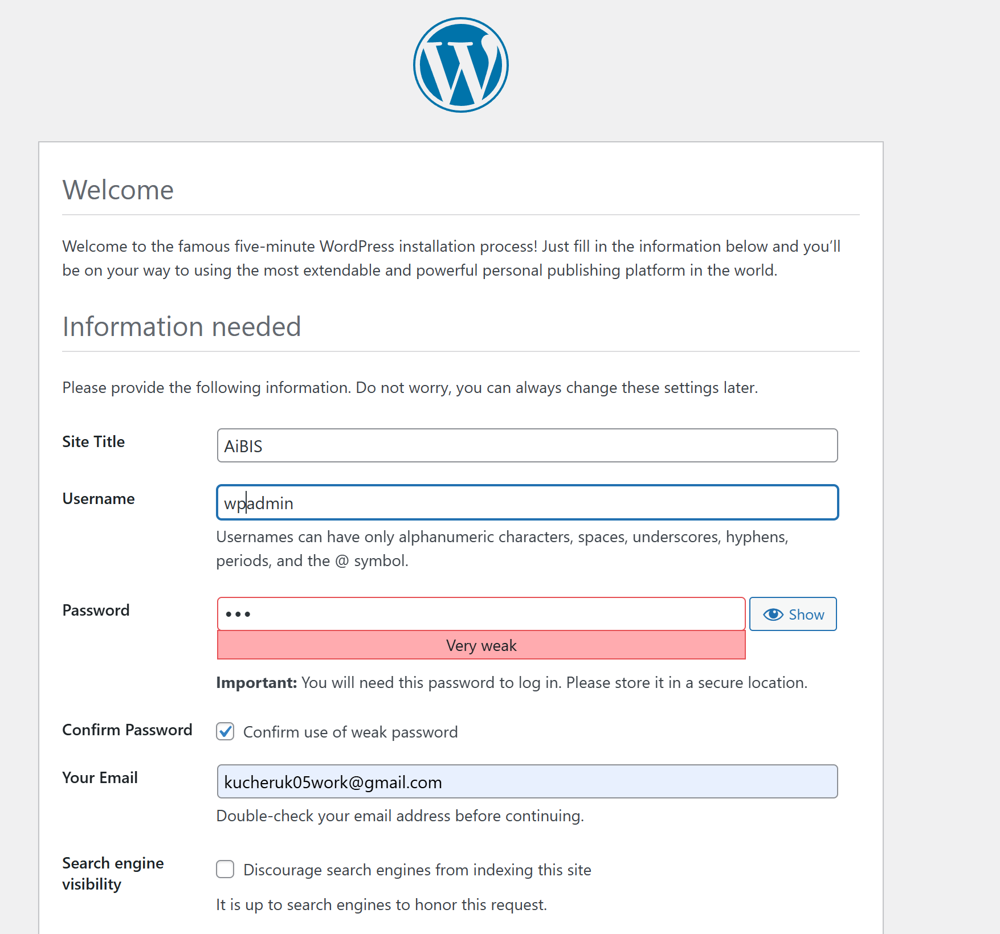 Welcome
Welcome to the famous five-minute WordPress installation process! Just fill in the information below and you’ll
be on your way to using the most extendable and powerful personal publishing platform in the world.
Information needed
Please provide the following information. Do not worry, you can always change these settings later.
Site Title
AiBIS
Username
wpadmin
Usernames can have only alphanumeric characters, spaces, underscores, hyphens,
periods, and the @ symbol.
Password
•••
Show
Very weak
Important: You will need this password to log in. Please store it in a secure location.
Confirm Password
Confirm use of weak password
Your Email
kucheruk05work@gmail.com
Double-check your email address before continuing.
Search engine
visibility
Discourage search engines from indexing this site
It is up to search engines to honor this request.